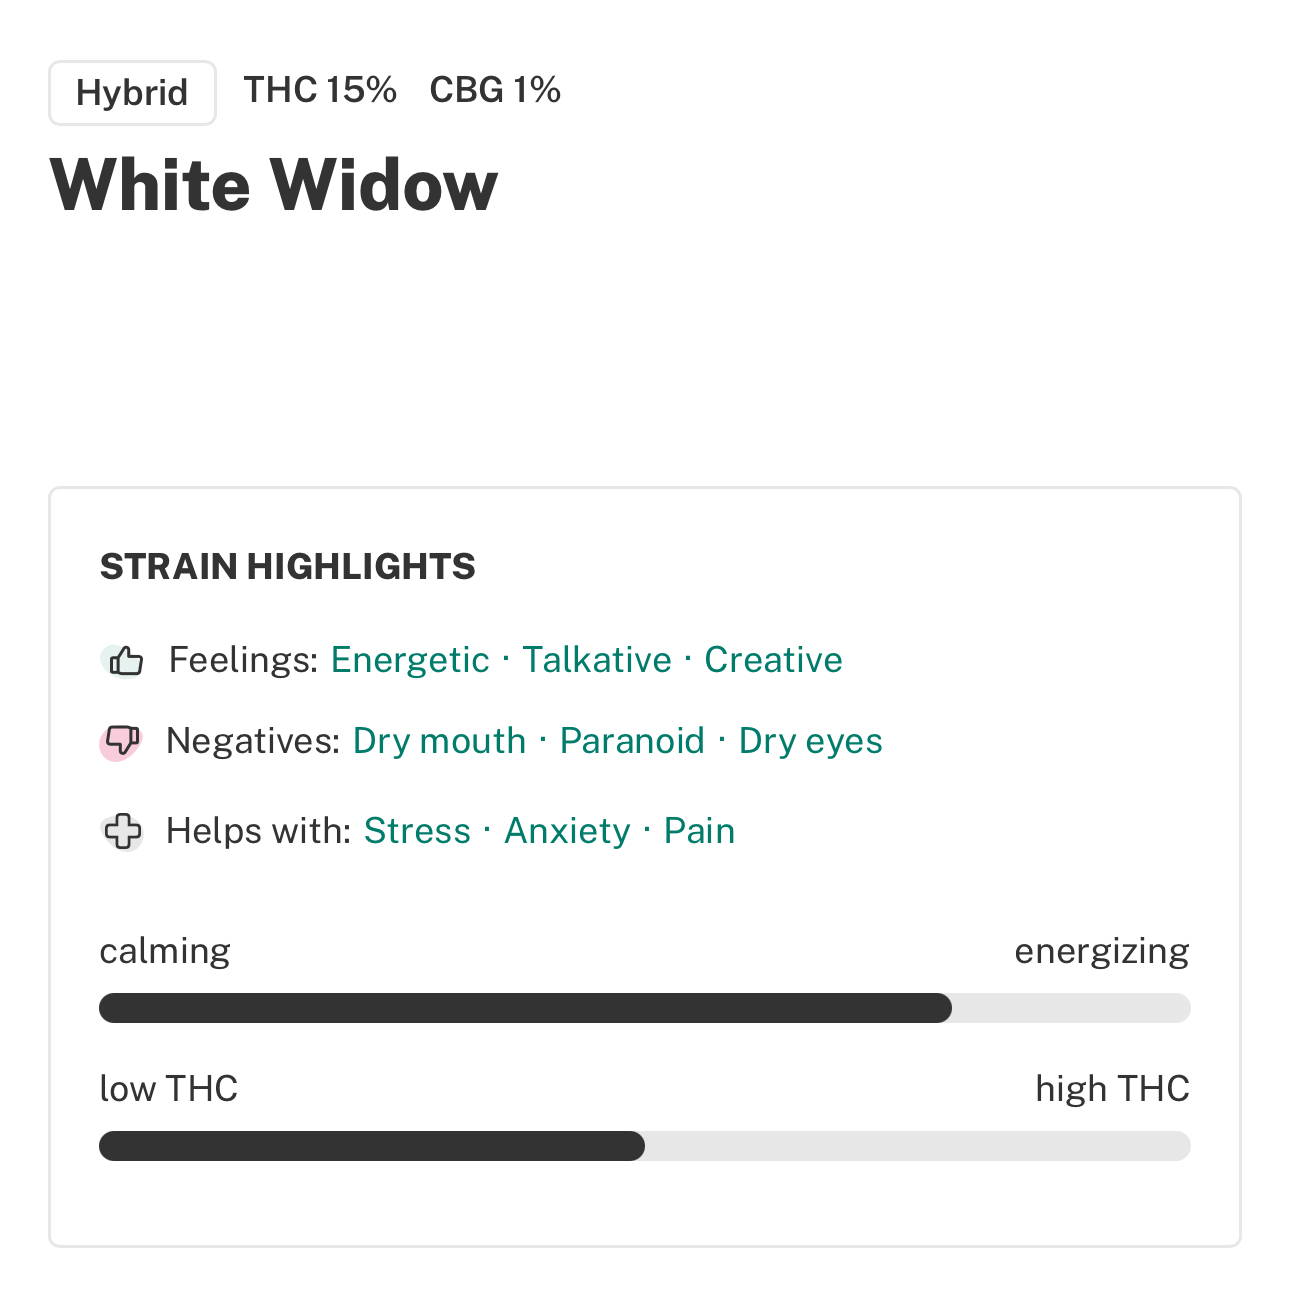 Hybrid THC 15% CBG 1%
White Widow
STRAIN HIGHLIGHTS
Feelings: Energetic · Talkative · Creative
Negatives: Dry mouth · Paranoid · Dry eyes
Helps with: Stress · Anxiety · Pain
calming energizing
low THC high THC